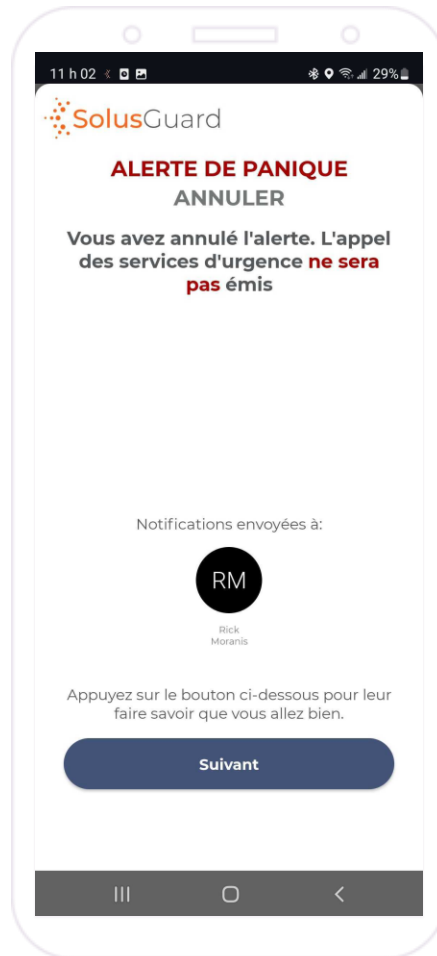 11 h 02
29%
SolusGuard
ALERTE DE PANIQUE
ANNULER
Vous avez annulé l'alerte. L'appel
des services d'urgence ne sera
pas émis
Notifications envoyées à:
RM
Rick
Moranis
Appuyez sur le bouton ci-dessous pour leur
faire savoir que vous allez bien.
Suivant